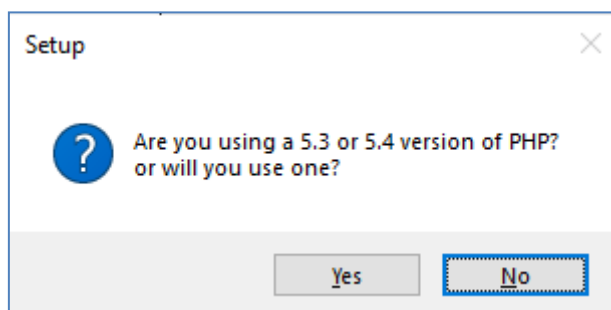 Setup
Are you using a 5.3 or 5.4 version of PHP?
or will you use one?
Yes
No